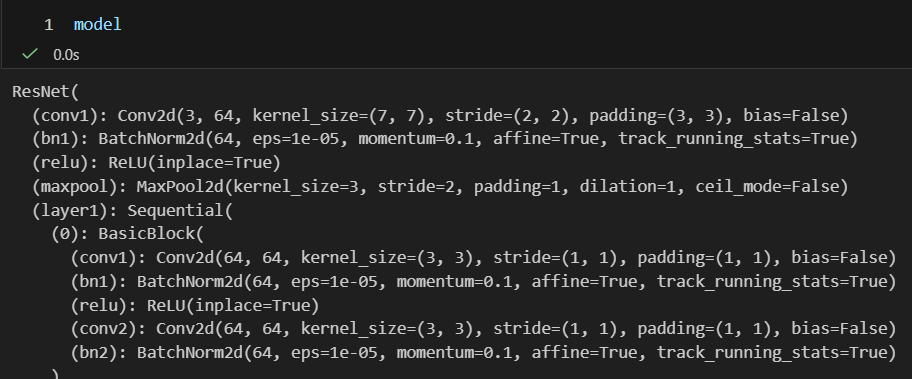 1 model
0.0s
ResNet(
(conv1): Conv2d(3, 64, kernel_size=(7, 7), stride=(2, 2), padding=(3, 3), bias=False)
(bn1): BatchNorm2d(64, eps=1e-05, momentum=0.1, affine=True, track_running_stats=True)
(relu): ReLU(inplace=True)
(maxpool): MaxPool2d(kernel_size=3, stride=2, padding=1, dilation=1, ceil_mode=False)
(layer1): Sequential(
(0): BasicBlock(
(conv1): Conv2d(64, 64, kernel_size=(3, 3), stride=(1, 1), padding=(1, 1), bias=False)
(bn1): BatchNorm2d(64, eps=1e-05, momentum=0.1, affine=True, track_running_stats=True)
(relu): ReLU(inplace=True)
(conv2): Conv2d(64, 64, kernel_size=(3, 3), stride=(1, 1), padding=(1, 1), bias=False)
(bn2): BatchNorm2d(64, eps=1e-05, momentum=0.1, affine=True, track_running_stats=True)
)